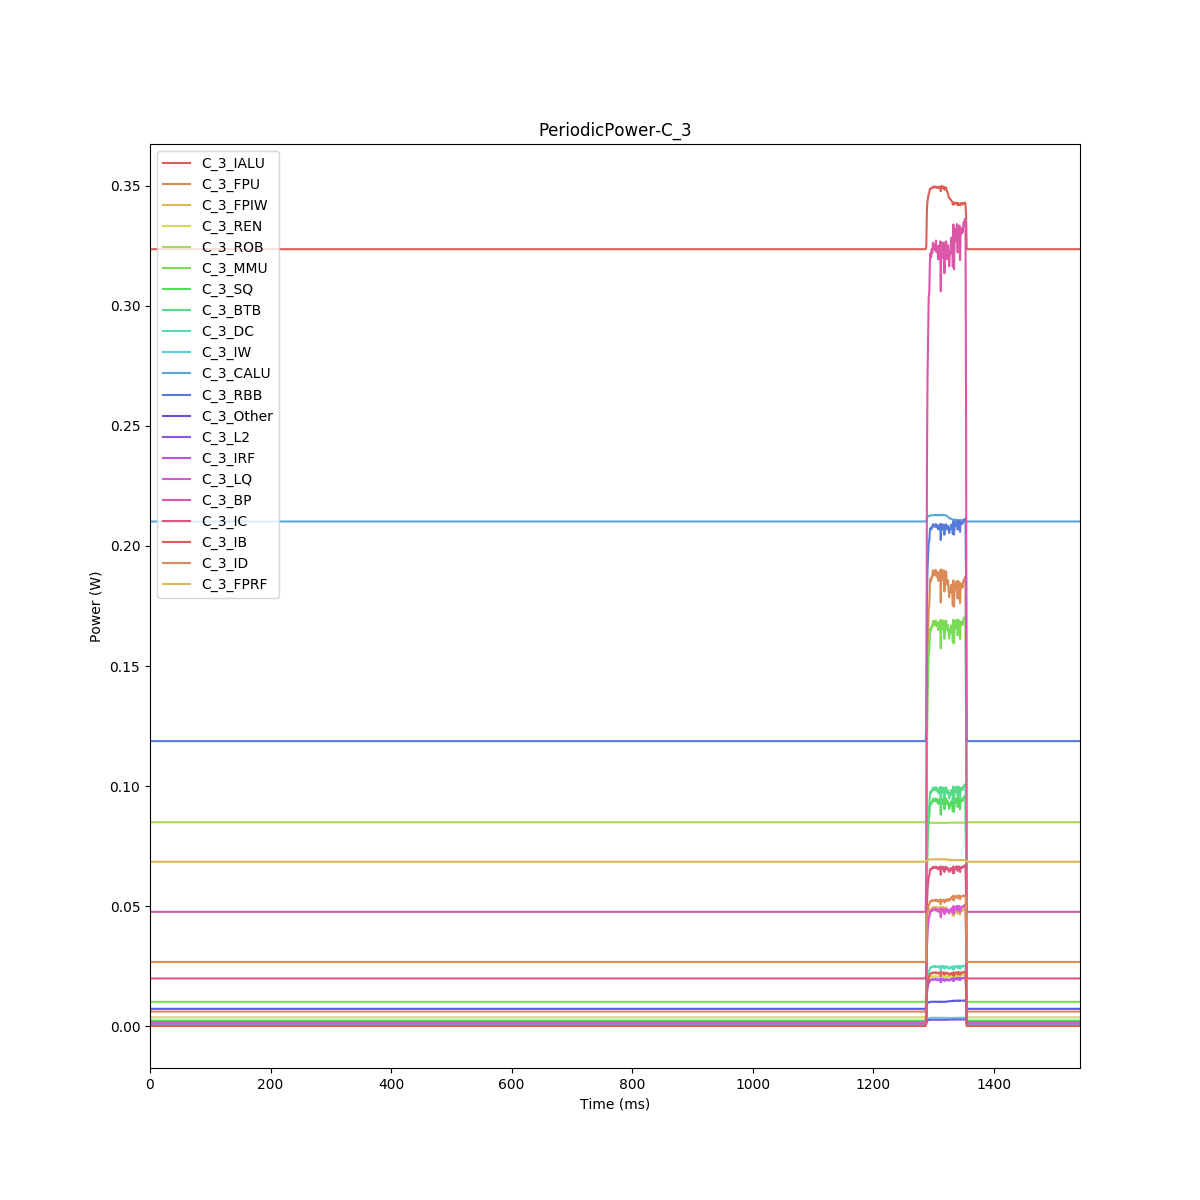 PeriodicPower-C_3
C_3_IALU
C_3_FPU
C_3_FPIW
C_3_REN
C_3_ROB
C_3_MMU
C_3_SQ
C_3_BTB
C_3_DC
C_3_IW
C_3_CALU
C_3_RBB
C_3_Other
C_3_L2
C_3_IRF
C_3_LQ
C_3_BP
C_3_IC
C_3_IB
C_3_ID
C_3_FPRF
0.35
0.30
0.25
0.20
0.15
0.10
0.05
0.00
Power (W)
0 200 400 600 800 1000 1200 1400
Time (ms)